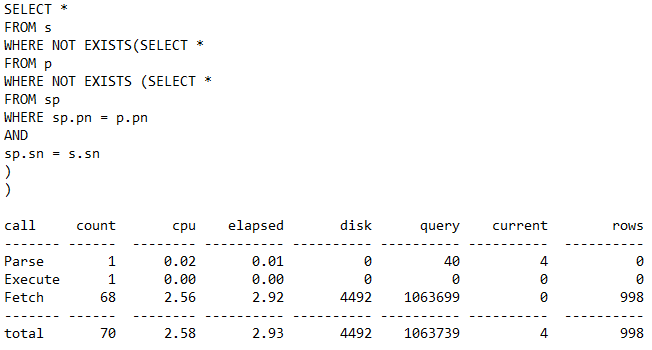 SELECT *
FROM s
WHERE NOT EXISTS(SELECT *
FROM p
WHERE NOT EXISTS (SELECT *
FROM sp
WHERE sp.pn = p.pn
AND
sp.sn = s.sn
)
)
call count cpu elapsed disk query current rows
------- ------ -------- ---------- ---------- ---------- ---------- ----------
Parse 1 0.02 0.01 0 40 4 0
Execute 1 0.00 0.00 0 0 0 0
Fetch 68 2.56 2.92 4492 1063699 0 998
------- ------ -------- ---------- ---------- ---------- ---------- ----------
total 70 2.58 2.93 4492 1063739 4 998